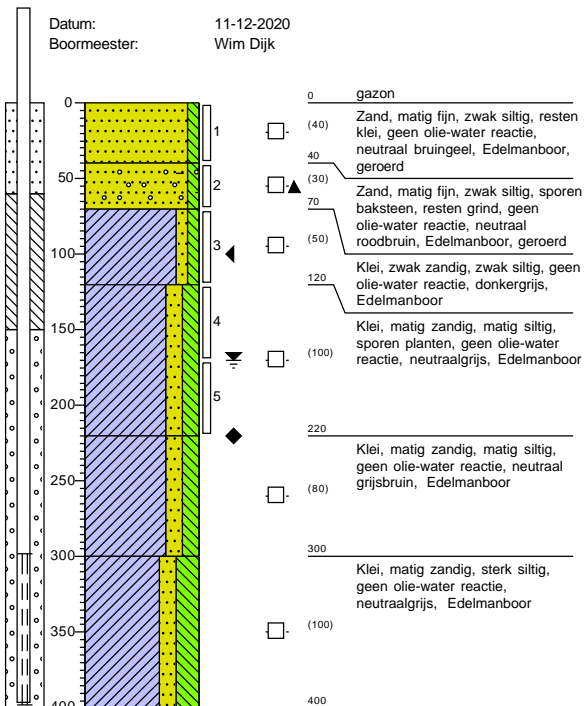 Datum: 11-12-2020
Boormeester: Wim Dijk
0
50
100
150
200
250
300
350
400
1
2
3
4
5
0 gazon
(40) Zand, matig fijn, zwak siltig, resten
klei, geen olie-water reactie,
neutraal bruingeel, Edelmanboor,
geroerd
40
(30) Zand, matig fijn, zwak siltig, sporen
baksteen, resten grind, geen
olie-water reactie, neutraal
roodbruin, Edelmanboor, geroerd
70
(50) Klei, zwak zandig, zwak siltig, geen
olie-water reactie, donkergrijs,
Edelmanboor
120
(100) Klei, matig zandig, matig siltig,
sporen planten, geen olie-water
reactie, neutraalgrijs, Edelmanboor
220
(80) Klei, matig zandig, matig siltig,
geen olie-water reactie, neutraal
grijsbruin, Edelmanboor
300
(100) Klei, matig zandig, sterk siltig,
geen olie-water reactie,
neutraalgrijs, Edelmanboor
400